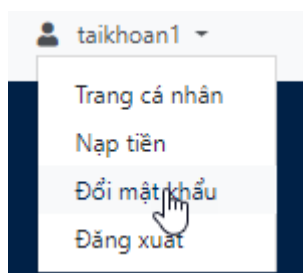 taikhoan1
Trang cá nhân
Nạp tiền
Đổi mật khẩu
Đăng xuất